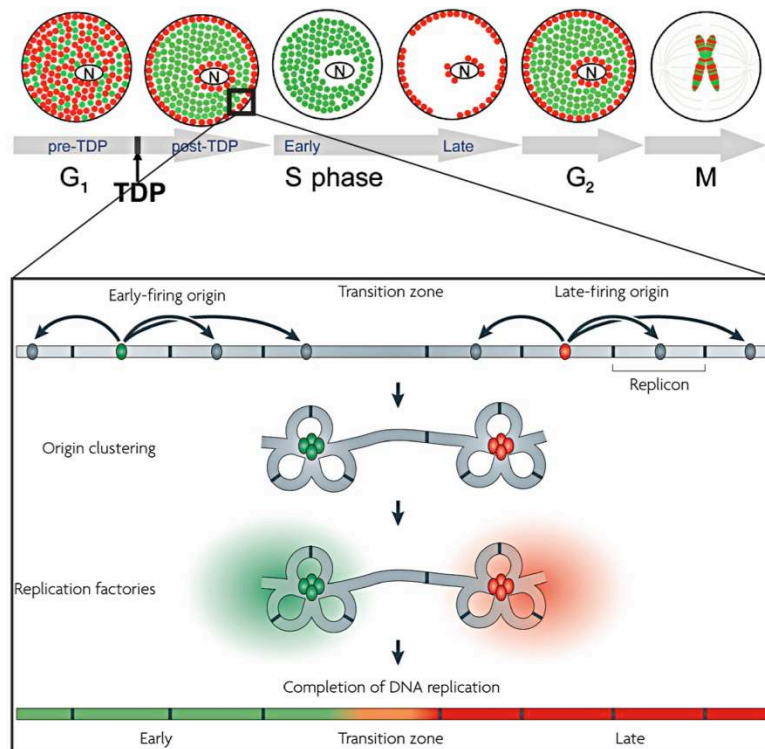 N
N
N
N
N
pre-TDP
post-TDP
Early
Late
G1
TDP
S phase
G2
M
Early-firing origin
Transition zone
Late-firing origin
Replicon
Origin clustering
Replication factories
Completion of DNA replication
Early
Transition zone
Late